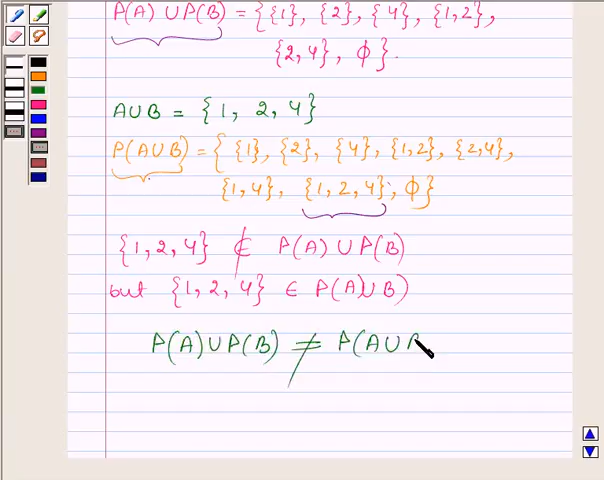 P(A) ∪ P(B) = {{1}, {2}, {4}, {1,2},
{2,4}, φ}.
A∪B = {1, 2, 4}
P(A∪B) = { {1}, {2}, {4}, {1,2}, {2,4},
{1,4}, {1,2,4}, φ}
{1,2,4} ∉ P(A) ∪ P(B)
but {1,2,4} ∈ P(A∪B)
P(A)∪P(B) ≠ P(A∪